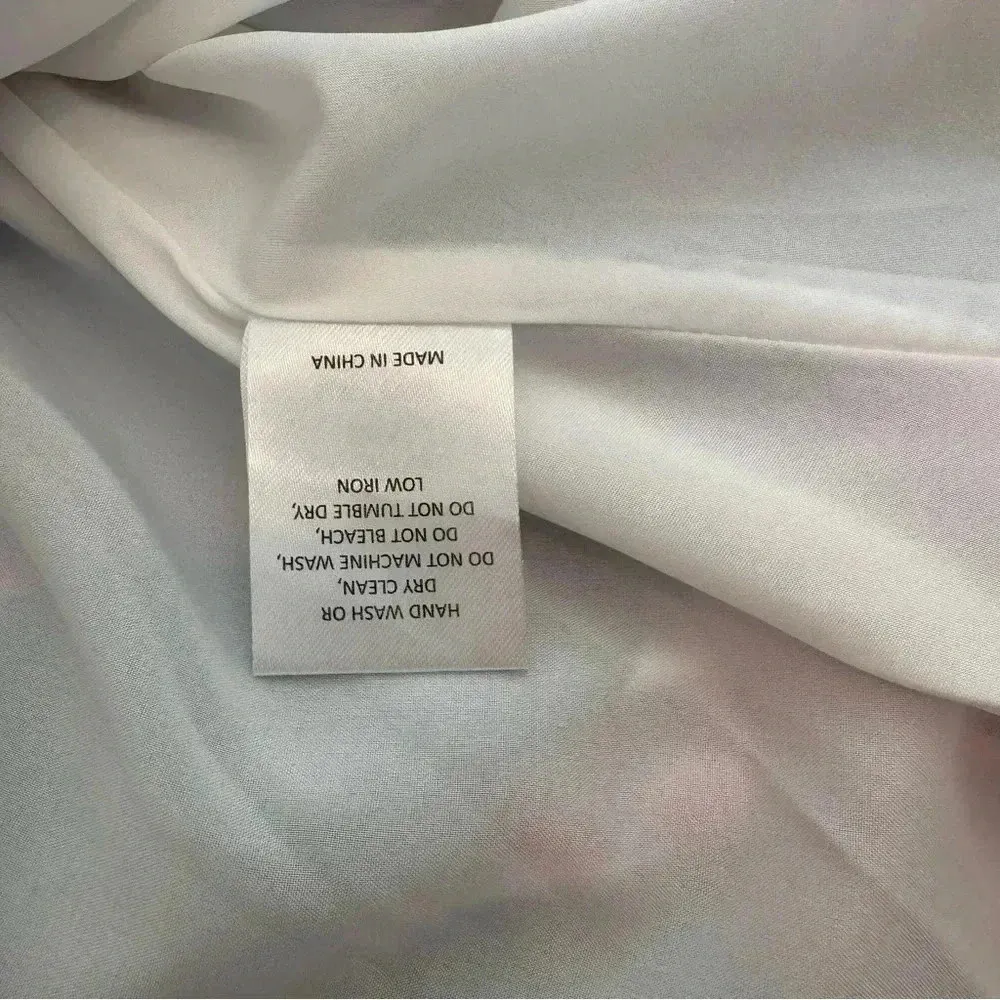 HAND WASH OR
DRY CLEAN,
DO NOT MACHINE WASH,
DO NOT BLEACH,
DO NOT TUMBLE DRY,
LOW IRON
MADE IN CHINA